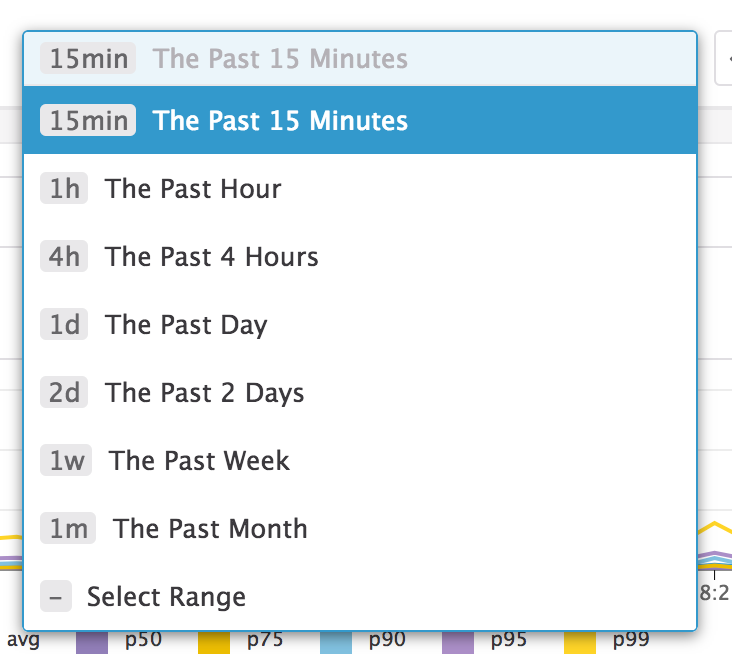 15min The Past 15 Minutes
15min The Past 15 Minutes
1h The Past Hour
4h The Past 4 Hours
1d The Past Day
2d The Past 2 Days
1w The Past Week
1m The Past Month
– Select Range
8:2
avg p50 p75 p90 p95 p99